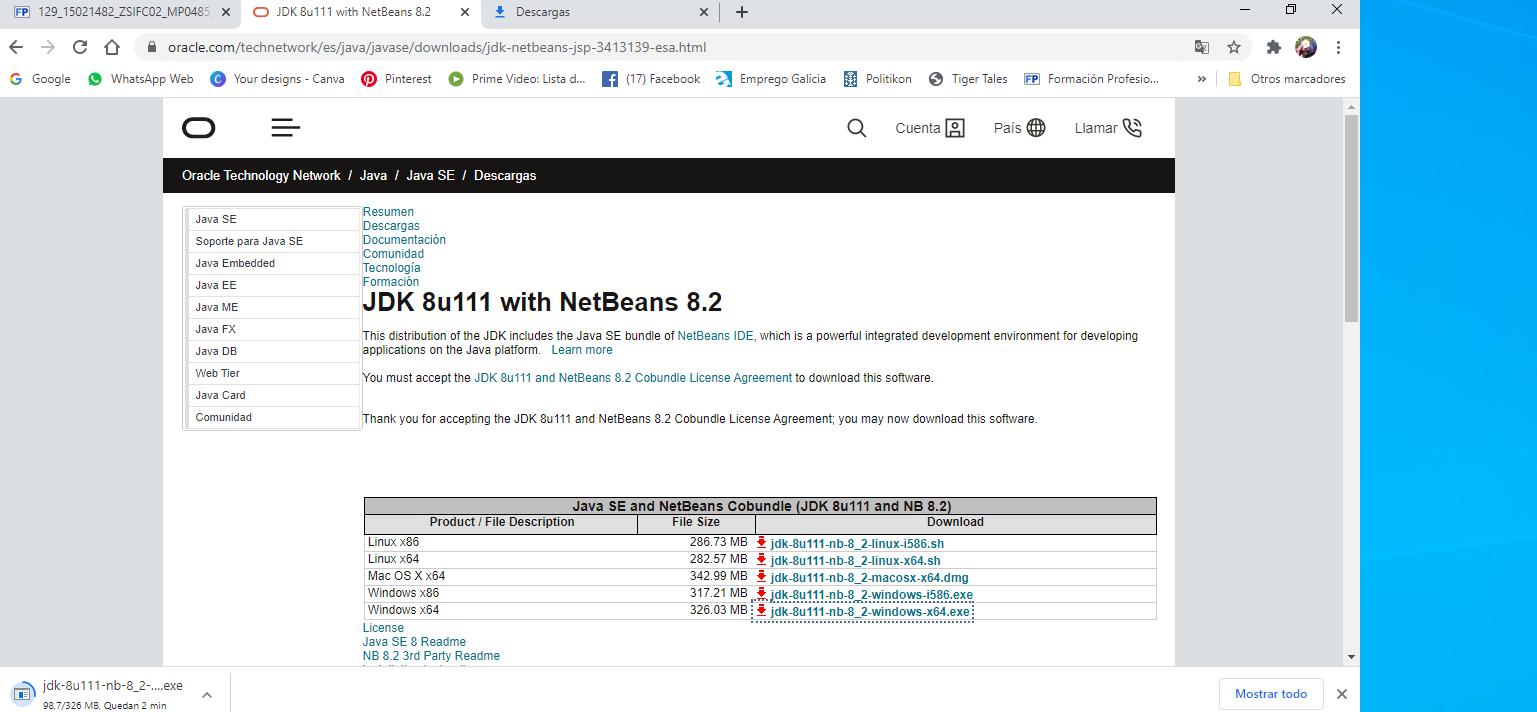 FP 129_15021482_ZSIFC02_MP0485_
JDK 8u111 with NetBeans 8.2
Descargas
oracle.com/technetwork/es/java/javase/downloads/jdk-netbeans-jsp-3413139-esa.html
Google WhatsApp Web Your designs - Canva Pinterest Prime Video: Lista d... (17) Facebook Emprego Galicia Politikon Tiger Tales FP Formación Profesio... » Otros marcadores
Cuenta País Llamar
Oracle Technology Network / Java / Java SE / Descargas
Java SE
Soporte para Java SE
Java Embedded
Java EE
Java ME
Java FX
Java DB
Web Tier
Java Card
Comunidad
Resumen
Descargas
Documentación
Comunidad
Tecnología
Formación
JDK 8u111 with NetBeans 8.2
This distribution of the JDK includes the Java SE bundle of NetBeans IDE, which is a powerful integrated development environment for developing
applications on the Java platform. Learn more
You must accept the JDK 8u111 and NetBeans 8.2 Cobundle License Agreement to download this software.
Thank you for accepting the JDK 8u111 and NetBeans 8.2 Cobundle License Agreement; you may now download this software.
Java SE and NetBeans Cobundle (JDK 8u111 and NB 8.2)
Product / File Description File Size Download
Linux x86 286.73 MB jdk-8u111-nb-8_2-linux-i586.sh
Linux x64 282.57 MB jdk-8u111-nb-8_2-linux-x64.sh
Mac OS X x64 342.99 MB jdk-8u111-nb-8_2-macosx-x64.dmg
Windows x86 317.21 MB jdk-8u111-nb-8_2-windows-i586.exe
Windows x64 326.03 MB jdk-8u111-nb-8_2-windows-x64.exe
License
Java SE 8 Readme
NB 8.2 3rd Party Readme
jdk-8u111-nb-8_2-....exe
98,7/326 MB, Quedan 2 min
Mostrar todo